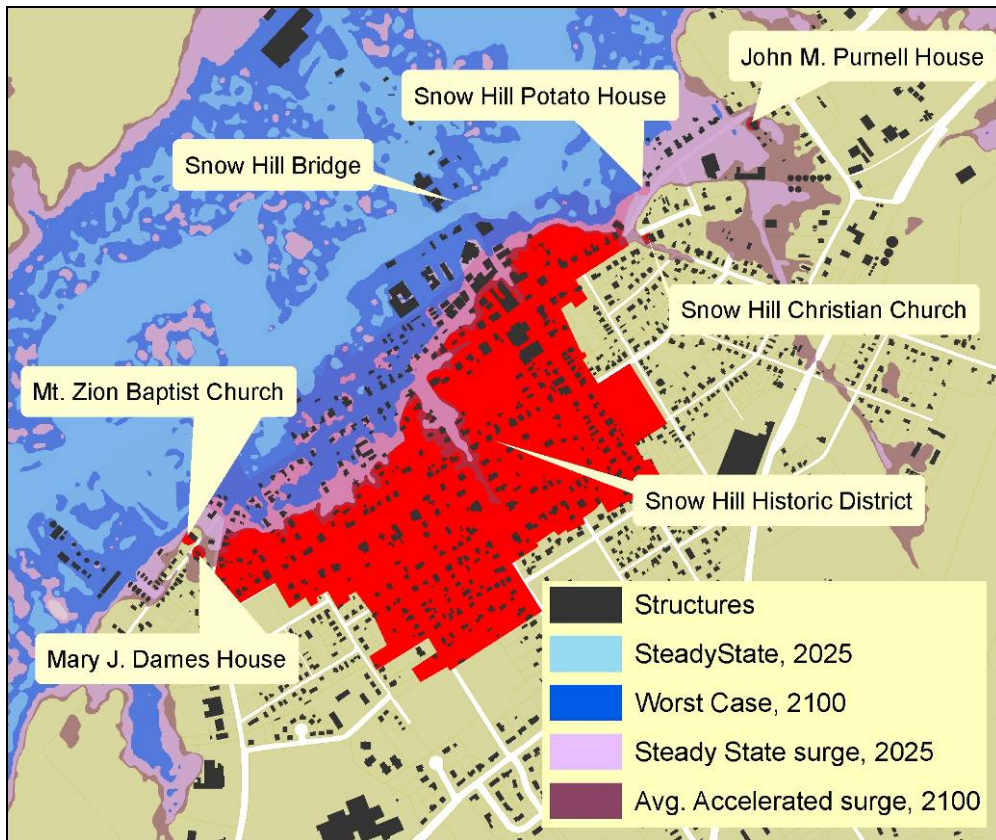 John M. Purnell House
Snow Hill Potato House
Snow Hill Bridge
Snow Hill Christian Church
Mt. Zion Baptist Church
Snow Hill Historic District
Mary J. Dames House
Structures
SteadyState, 2025
Worst Case, 2100
Steady State surge, 2025
Avg. Accelerated surge, 2100